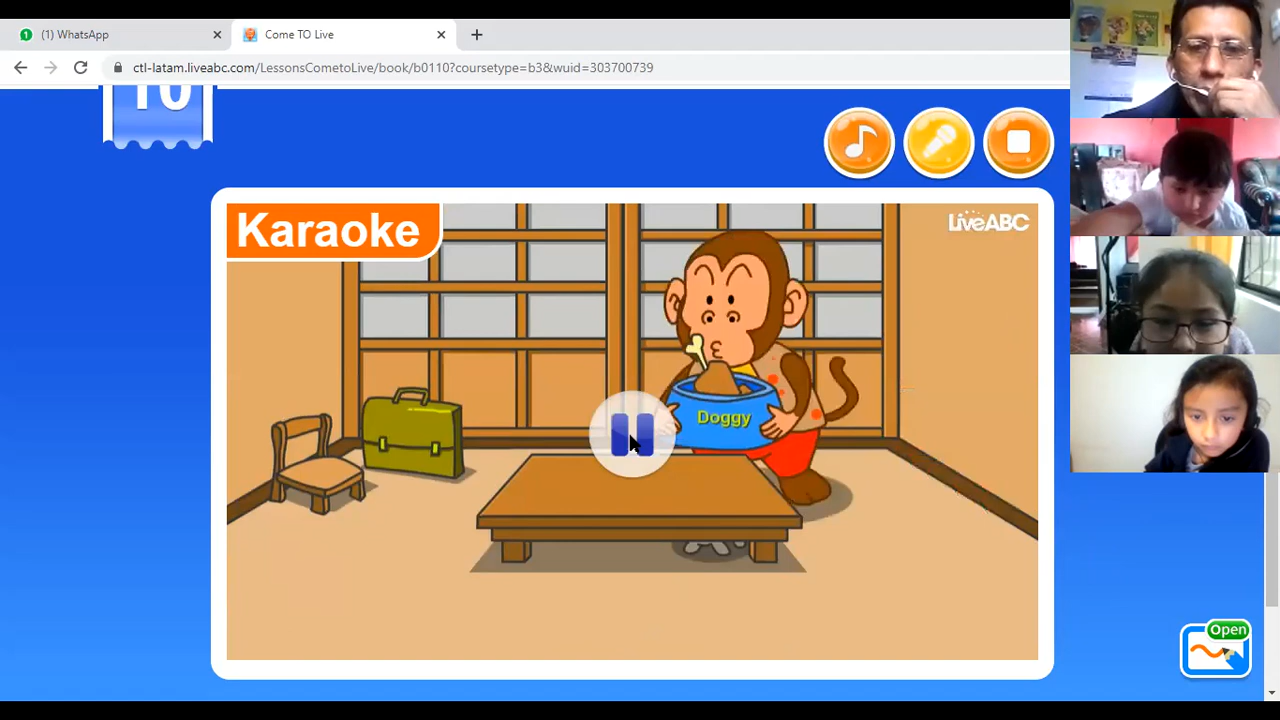 (1) WhatsApp
Come TO Live
ctl-latam.liveabc.com/LessonsCometoLive/book/b0110?coursetype=b3&wuid=303700739
10
Karaoke
LiveABC
Doggy
Open